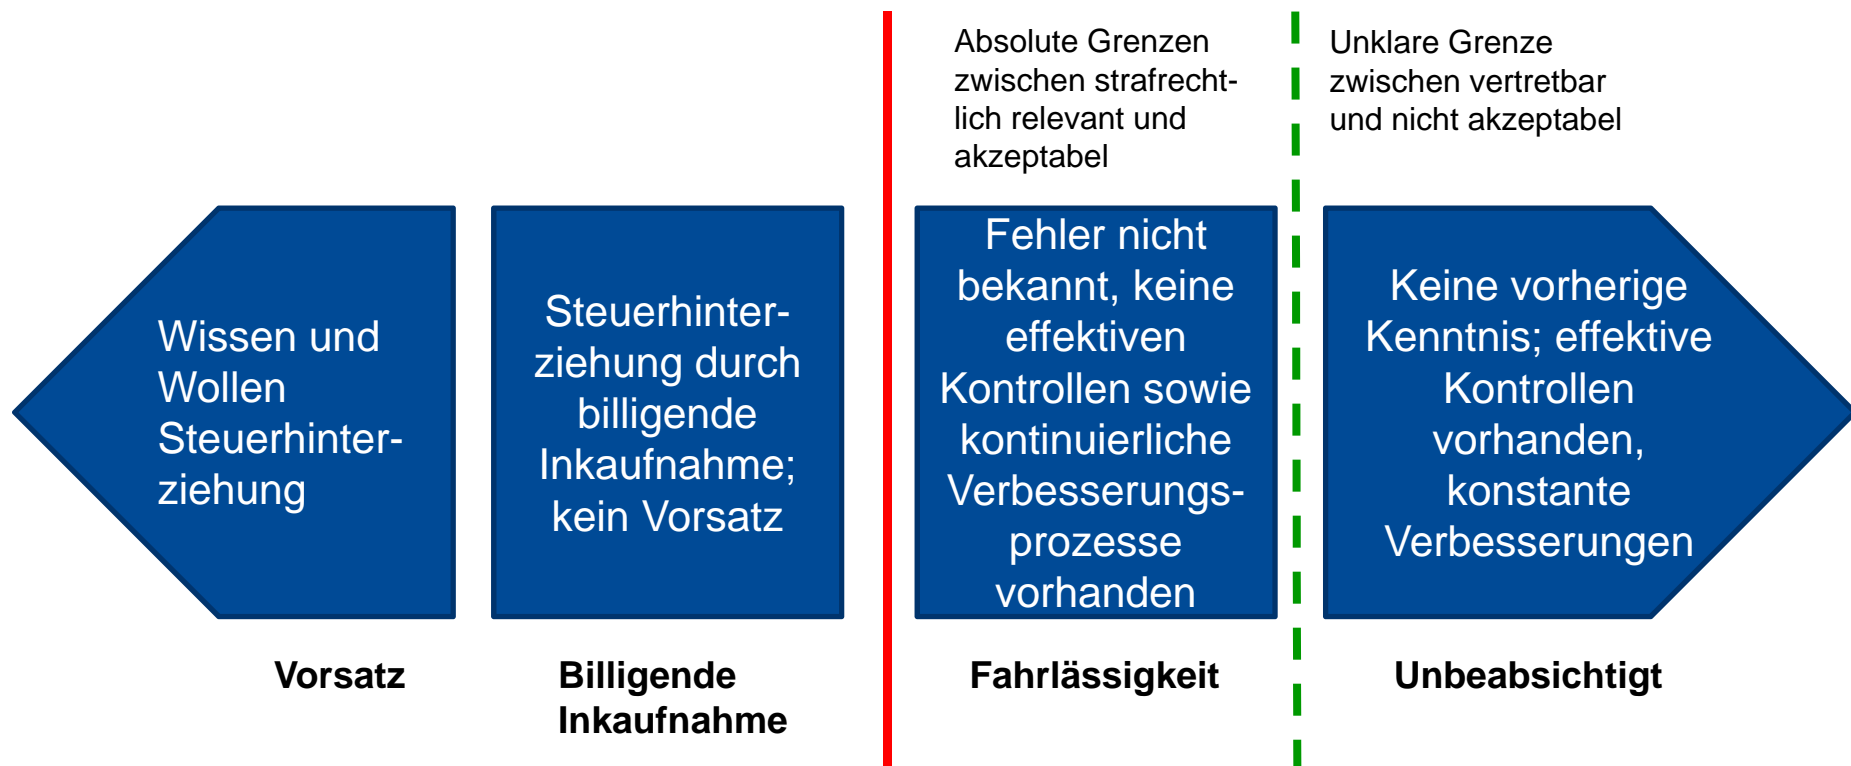 Absolute Grenzen
zwischen strafrecht-
lich relevant und
akzeptabel
Unklare Grenze
zwischen vertretbar
und nicht akzeptabel
Wissen und
Wollen
Steuerhinter-
ziehung
Steuerhinter-
ziehung durch
billigende
Inkaufnahme;
kein Vorsatz
Fehler nicht
bekannt, keine
effektiven
Kontrollen sowie
kontinuierliche
Verbesserungs-
prozesse
vorhanden
Keine vorherige
Kenntnis; effektive
Kontrollen
vorhanden,
konstante
Verbesserungen
Vorsatz
Billigende
Inkaufnahme
Fahrlässigkeit
Unbeabsichtigt